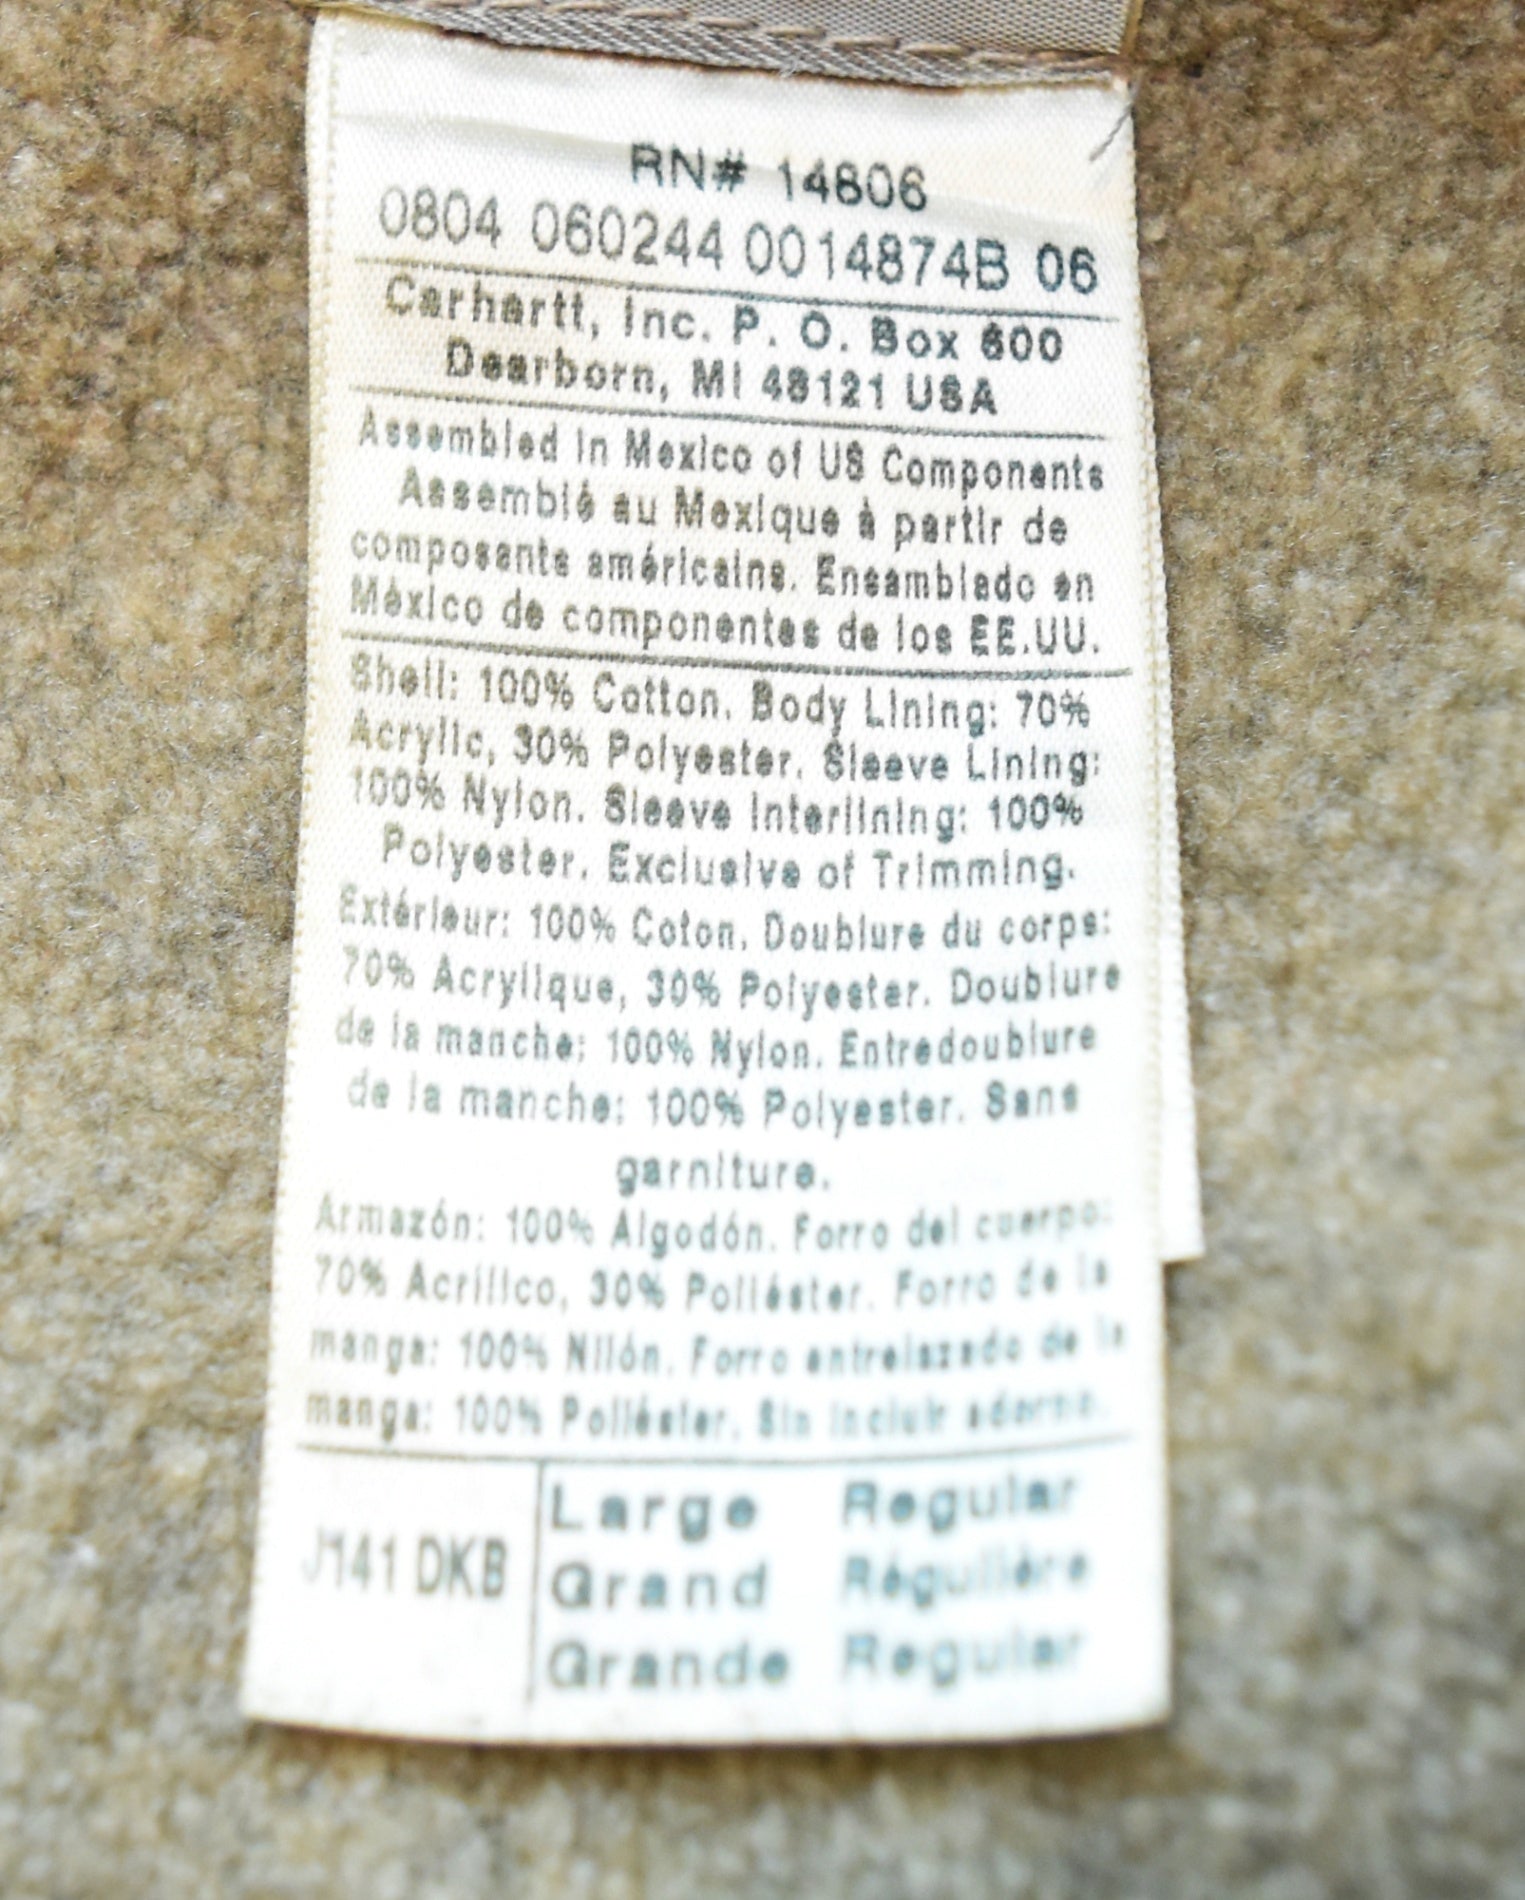 RN# 14806
0804 060244 0014874B 06
Carhartt, Inc. P. O. Box 600
Dearborn, MI 48121 USA
Assembled in Mexico of US Components
Assemblé au Mexique à partir de
composants américains. Ensamblado en
México de componentes de los EE.UU.
Shell: 100% Cotton. Body Lining: 70%
Acrylic, 30% Polyester. Sleeve Lining:
100% Nylon. Sleeve Interlining: 100%
Polyester. Exclusive of Trimming.
Extérieur: 100% Coton. Doublure du corps:
70% Acrylique, 30% Polyester. Doublure
de la manche: 100% Nylon. Entredoublure
de la manche: 100% Polyester. Sans
garniture.
Armazón: 100% Algodón. Forro del cuerpo:
70% Acrílico, 30% Poliéster. Forro de la
manga: 100% Nilón. Forro entrelazado de la
manga: 100% Poliéster. Sin incluir adorno.
J141 DKB
Large Regular
Grand Régulière
Grande Regular